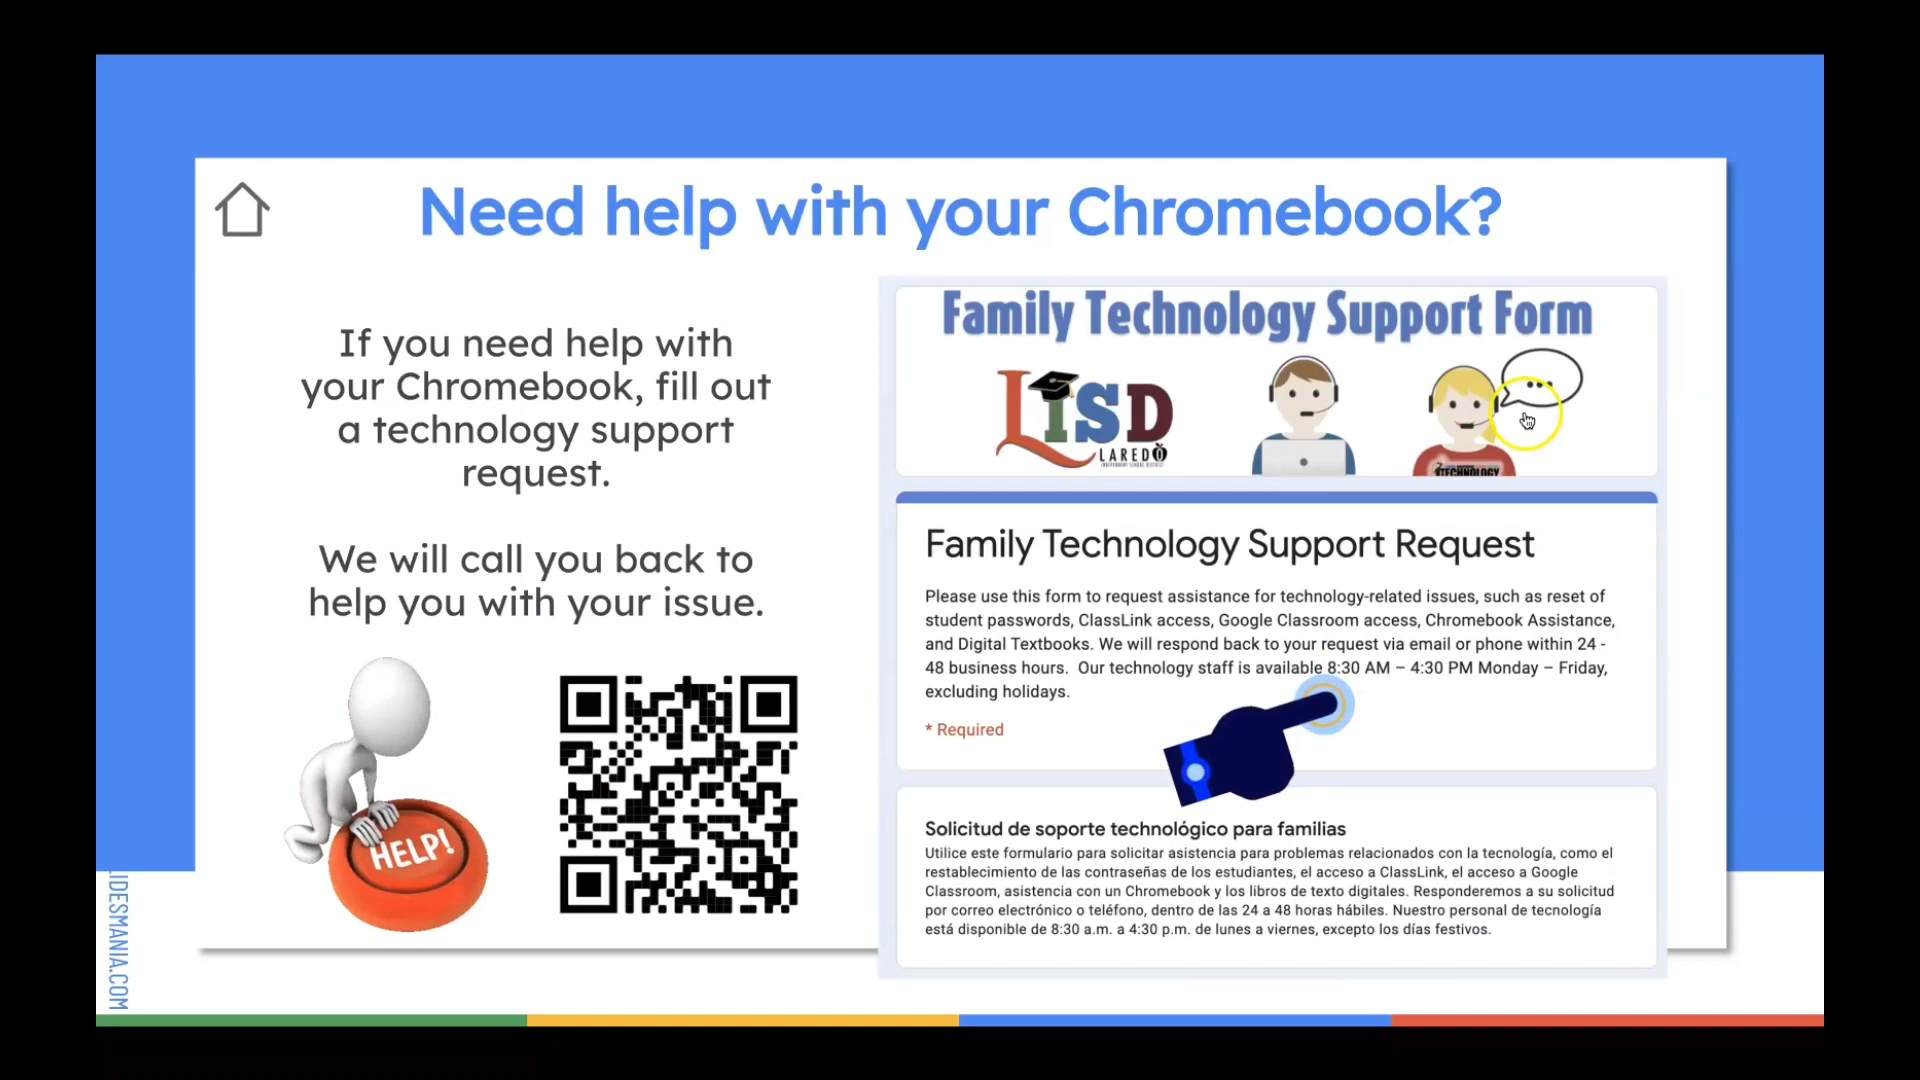 Need help with your Chromebook?
If you need help with
your Chromebook, fill out
a technology support
request.
We will call you back to
help you with your issue.
HELP!
Family Technology Support Form
LISD
LAREDO
INDEPENDENT SCHOOL DISTRICT
TECHNOLOGY
Family Technology Support Request
Please use this form to request assistance for technology-related issues, such as reset of
student passwords, ClassLink access, Google Classroom access, Chromebook Assistance,
and Digital Textbooks. We will respond back to your request via email or phone within 24 -
48 business hours.  Our technology staff is available 8:30 AM – 4:30 PM Monday – Friday,
excluding holidays.
* Required
Solicitud de soporte technológico para familias
Utilice este formulario para solicitar asistencia para problemas relacionados con la tecnología, como el
restablecimiento de las contraseñas de los estudiantes, el acceso a ClassLink, el acceso a Google
Classroom, asistencia con un Chromebook y los libros de texto digitales. Responderemos a su solicitud
por correo electrónico o teléfono, dentro de las 24 a 48 horas hábiles. Nuestro personal de tecnología
está disponible de 8:30 a.m. a 4:30 p.m. de lunes a viernes, excepto los días festivos.
LIDESMANIA.COM